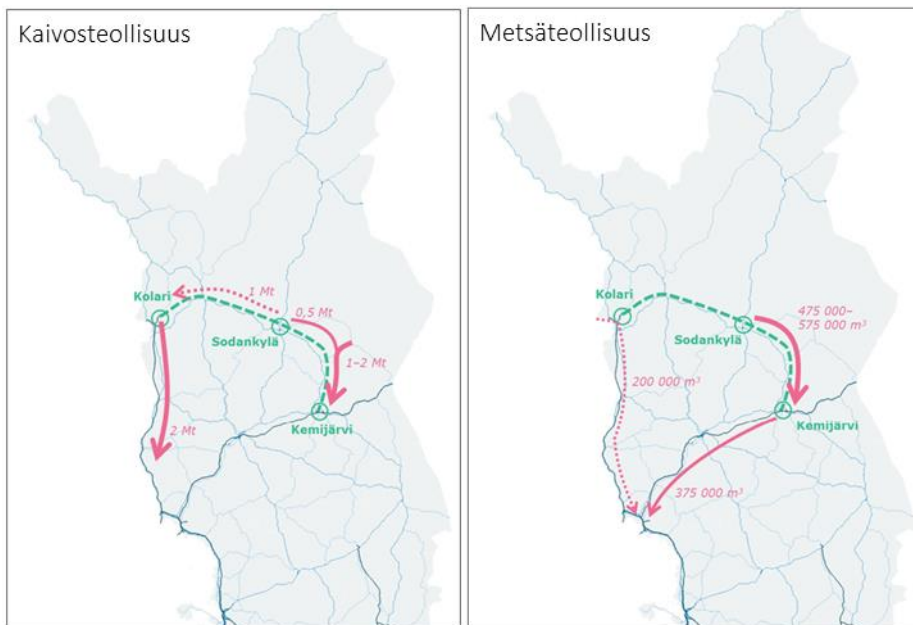 Kaivosteollisuus
1 Mt
Kolari
0,5 Mt
Sodankylä
1–2 Mt
Kemijärvi
2 Mt
Metsäteollisuus
Kolari
475 000–
575 000 m³
Sodankylä
200 000 m³
Kemijärvi
375 000 m³